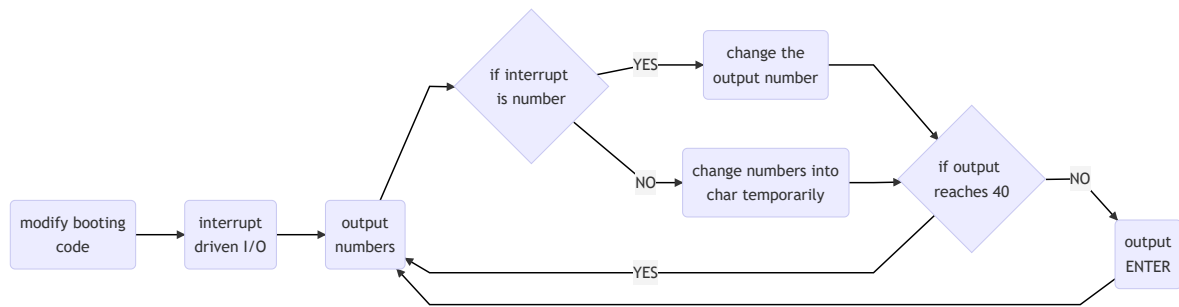 modify booting
code
interrupt
driven I/O
output
numbers
if interrupt
is number
YES
change the
output number
NO
change numbers into
char temporarily
if output
reaches 40
YES
NO
output
ENTER